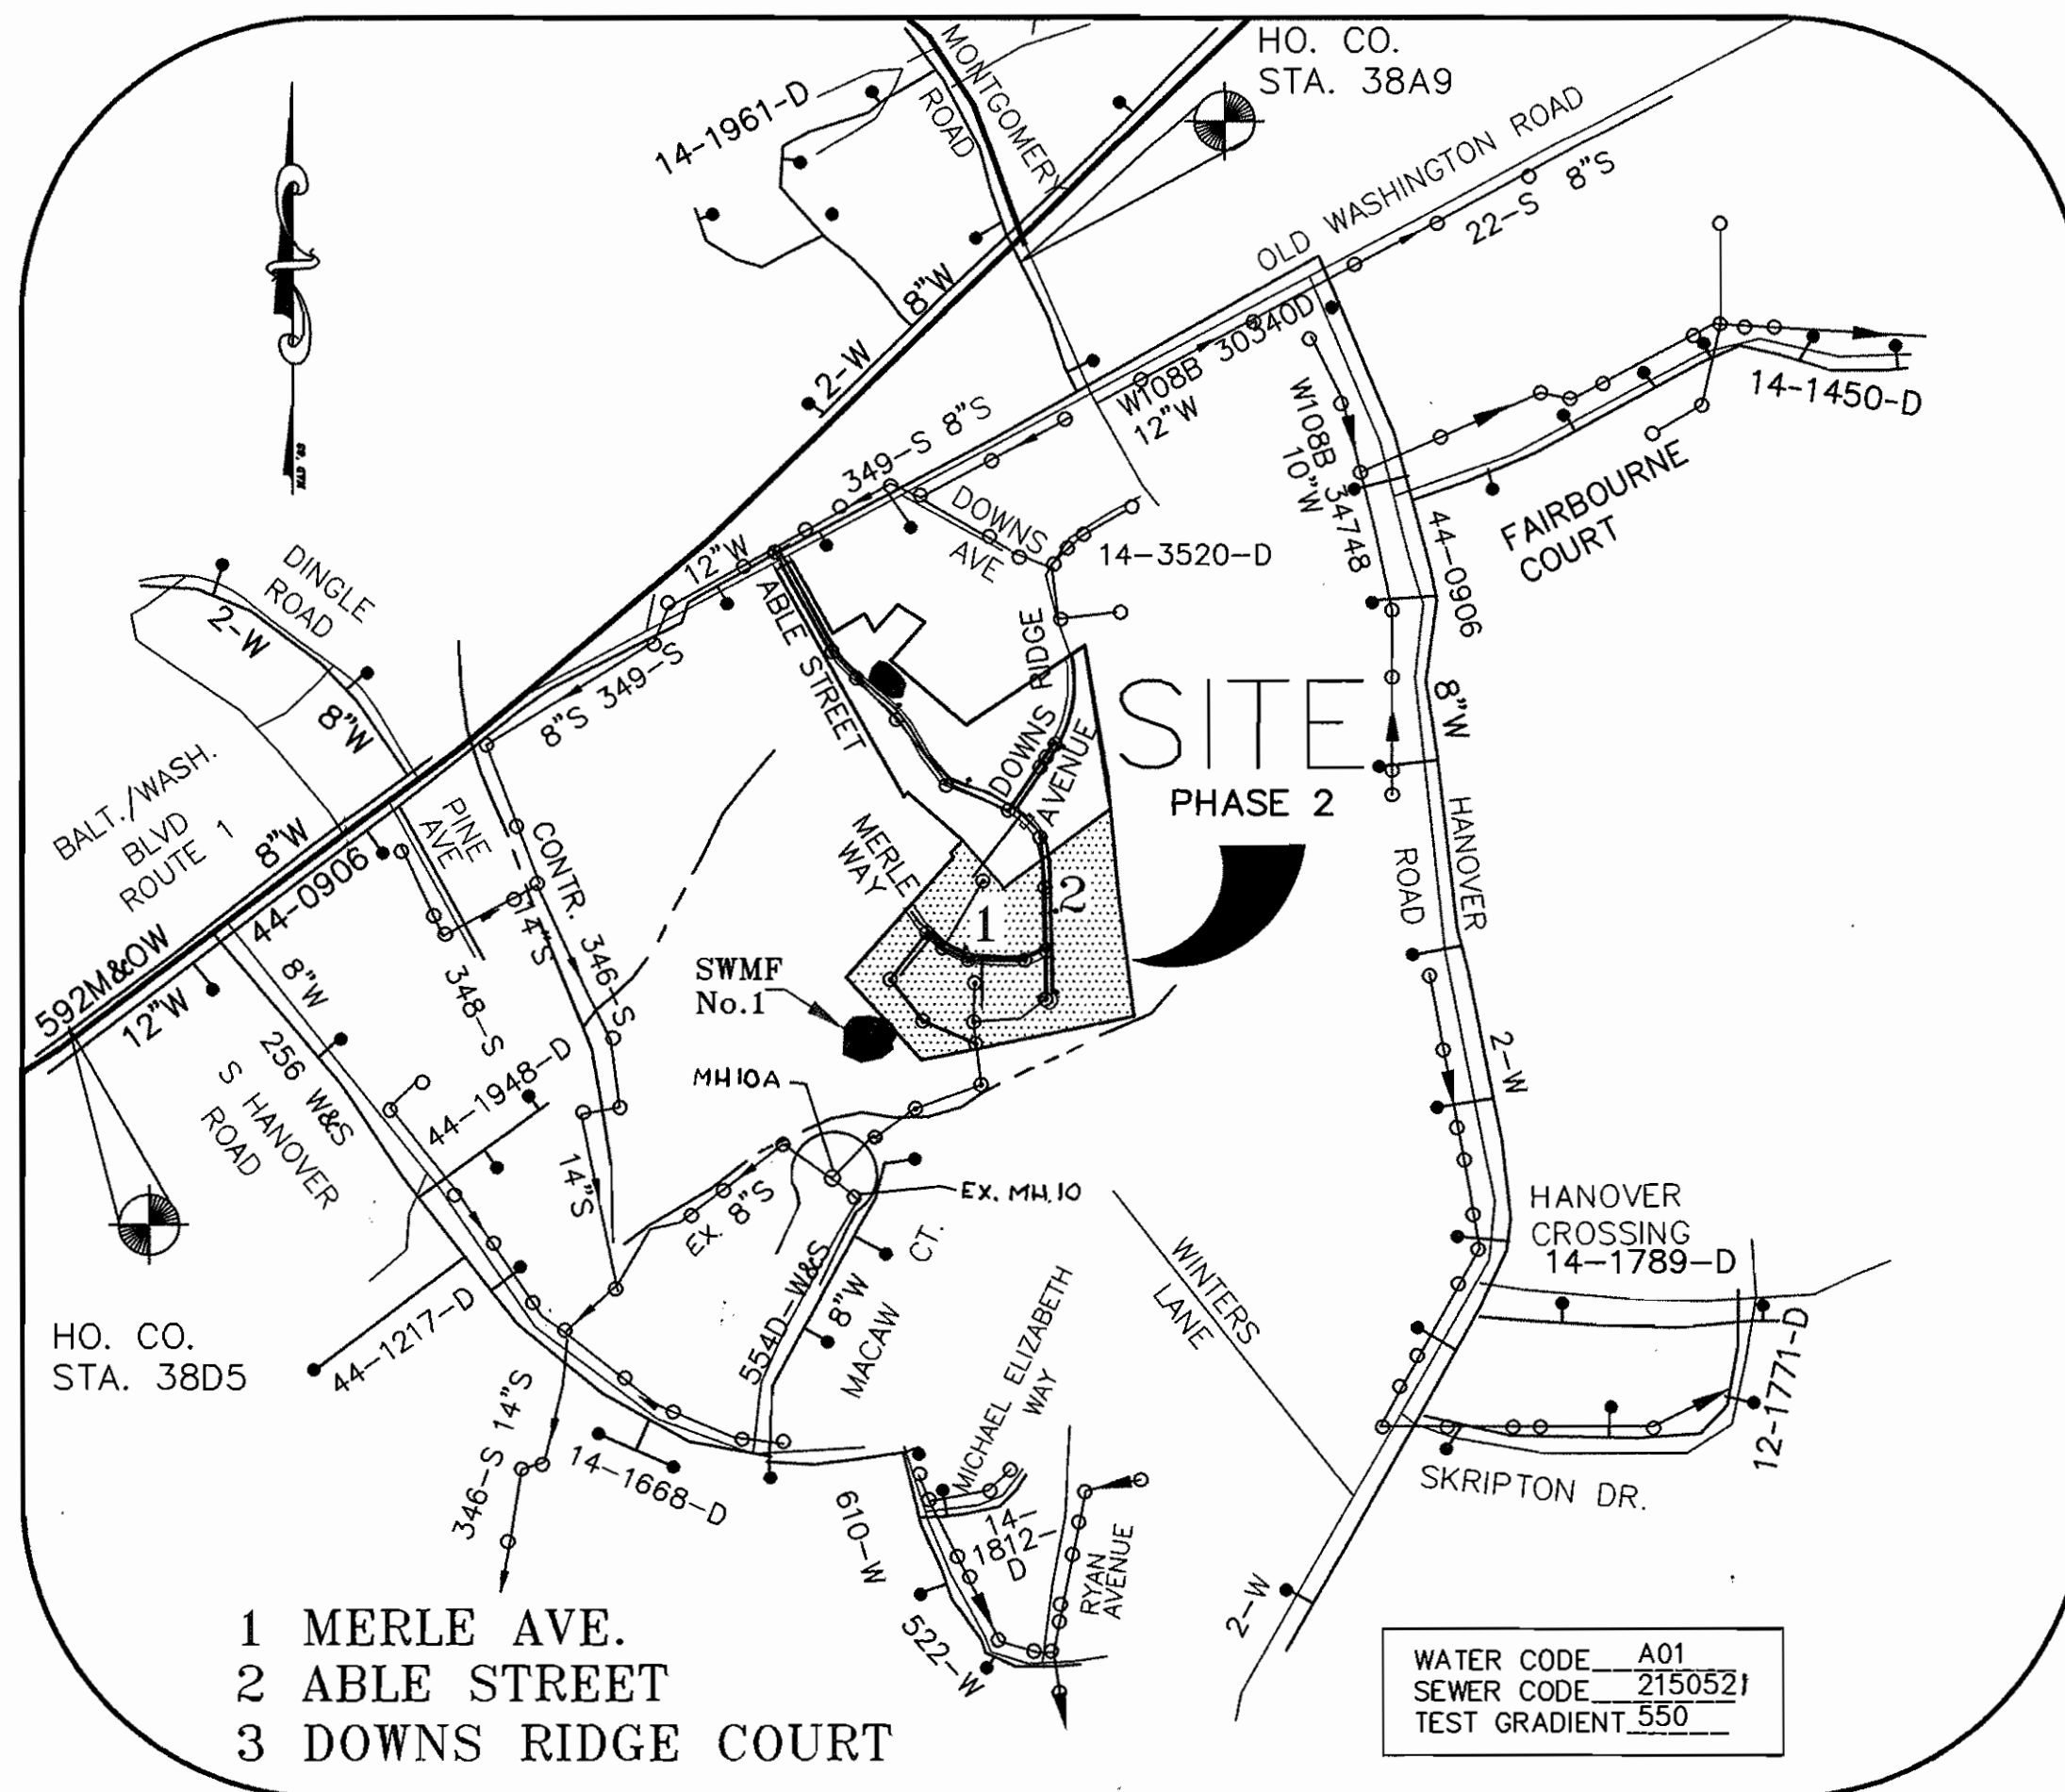 HO. CO.
STA. 38A9
MONTGOMERY
ROAD
14-1961-D
OLD WASHINGTON ROAD
22-S 8"S
8"W
2-W
W108B 30340D
12"W
349-S 8"S
W108B 34748
10"W
14-1450-D
FAIRBOURNE
COURT
44-0906
DOWNS
AVE
14-3520-D
12"W
ABLE STREET
DINGLE
ROAD
2-W
8"W
8"S 349-S
DOWNS RIDGE
AVENUE
SITE
PHASE 2
8"W
HANOVER
ROAD
BALT./WASH.
BLVD
ROUTE 1
8"W
44-0906
PINE
AVE
CONTR. 346-S
14"S
348-S
MERLE
WAY
1
2
SWMF
No.1
592M&OW
12"W
8"W
256 W&S
S HANOVER
ROAD
44-1948-D
14"S
MH10A
EX. 8"S
EX. MH.10
2-W
HANOVER
CROSSING
14-1789-D
WINTERS
LANE
554D-W&S
8"W
MACAW CT.
MICHAEL ELIZABETH
WAY
HO. CO.
STA. 38D5
44-1217-D
346-S 14"S
14-1668-D
610-W
14-
1812-
D
RYAN
AVENUE
522-W
12-1771-D
SKRIPTON DR.
2-W
1 MERLE AVE.
2 ABLE STREET
3 DOWNS RIDGE COURT
WATER CODE A01
SEWER CODE 2150521
TEST GRADIENT 550